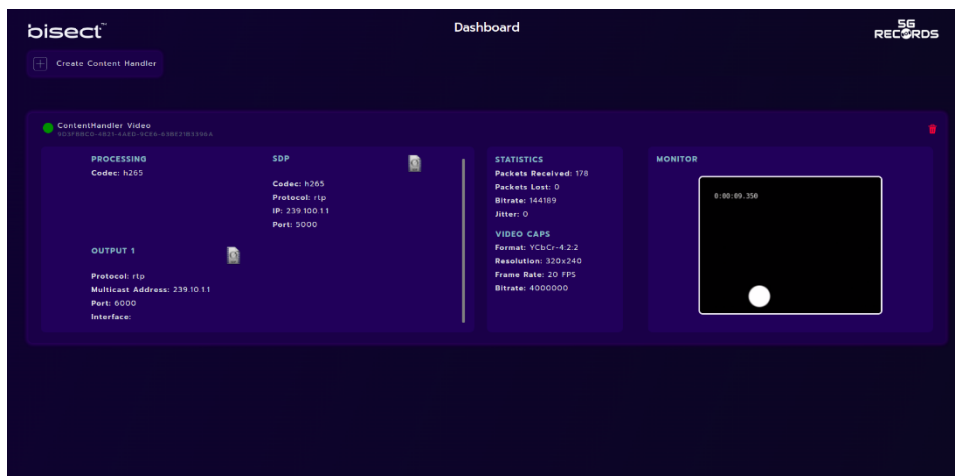 bisect™
Dashboard
5G
RECORDS
Create Content Handler
ContentHandler Video
PROCESSING
Codec: h265
SDP
Codec: h265
Protocol: rtp
IP: 239.100.1.1
Port: 5000
OUTPUT 1
Protocol: rtp
Multicast Address: 239.10.1.1
Port: 6000
Interface:
STATISTICS
Packets Received: 178
Packets Lost: 0
Bitrate: 144189
Jitter: 0
VIDEO CAPS
Format: YCbCr-4:2:2
Resolution: 320x240
Frame Rate: 20 FPS
Bitrate: 4000000
MONITOR
0:00:09.350